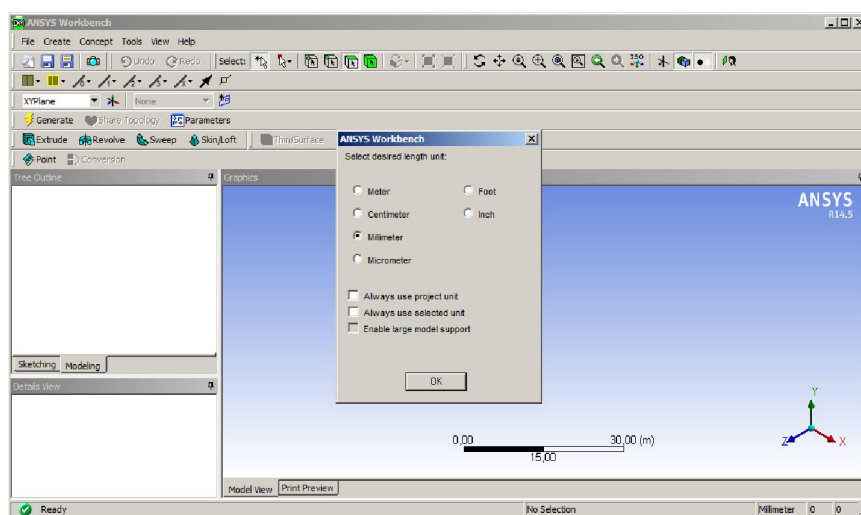 ANSYS Workbench
File Create Concept Tools View Help
Undo Redo Select:
XYPlane None
Generate Share Topology Parameters
Extrude Revolve Sweep Skin/Loft Thin/Surface
Point Conversion
Tree Outline
Graphics
ANSYS
R14.5
ANSYS Workbench
Select desired length unit:
Meter Foot
Centimeter Inch
Millimeter
Micrometer
Always use project unit
Always use selected unit
Enable large model support
OK
Sketching Modeling
Details View
Y
Z X
0,00 30,00 (m)
15,00
Model View Print Preview
Ready No Selection Millimeter 0 0